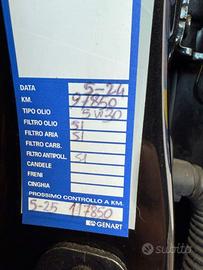 DATA 5-24
KM. 97850
TIPO OLIO 5W30
FILTRO OLIO SI
FILTRO ARIA SI
FILTRO CARB.
FILTRO ANTIPOLL. SI
CANDELE
FRENI
CINGHIA
PROSSIMO CONTROLLO A KM.
5-25 117850
GENART
subito